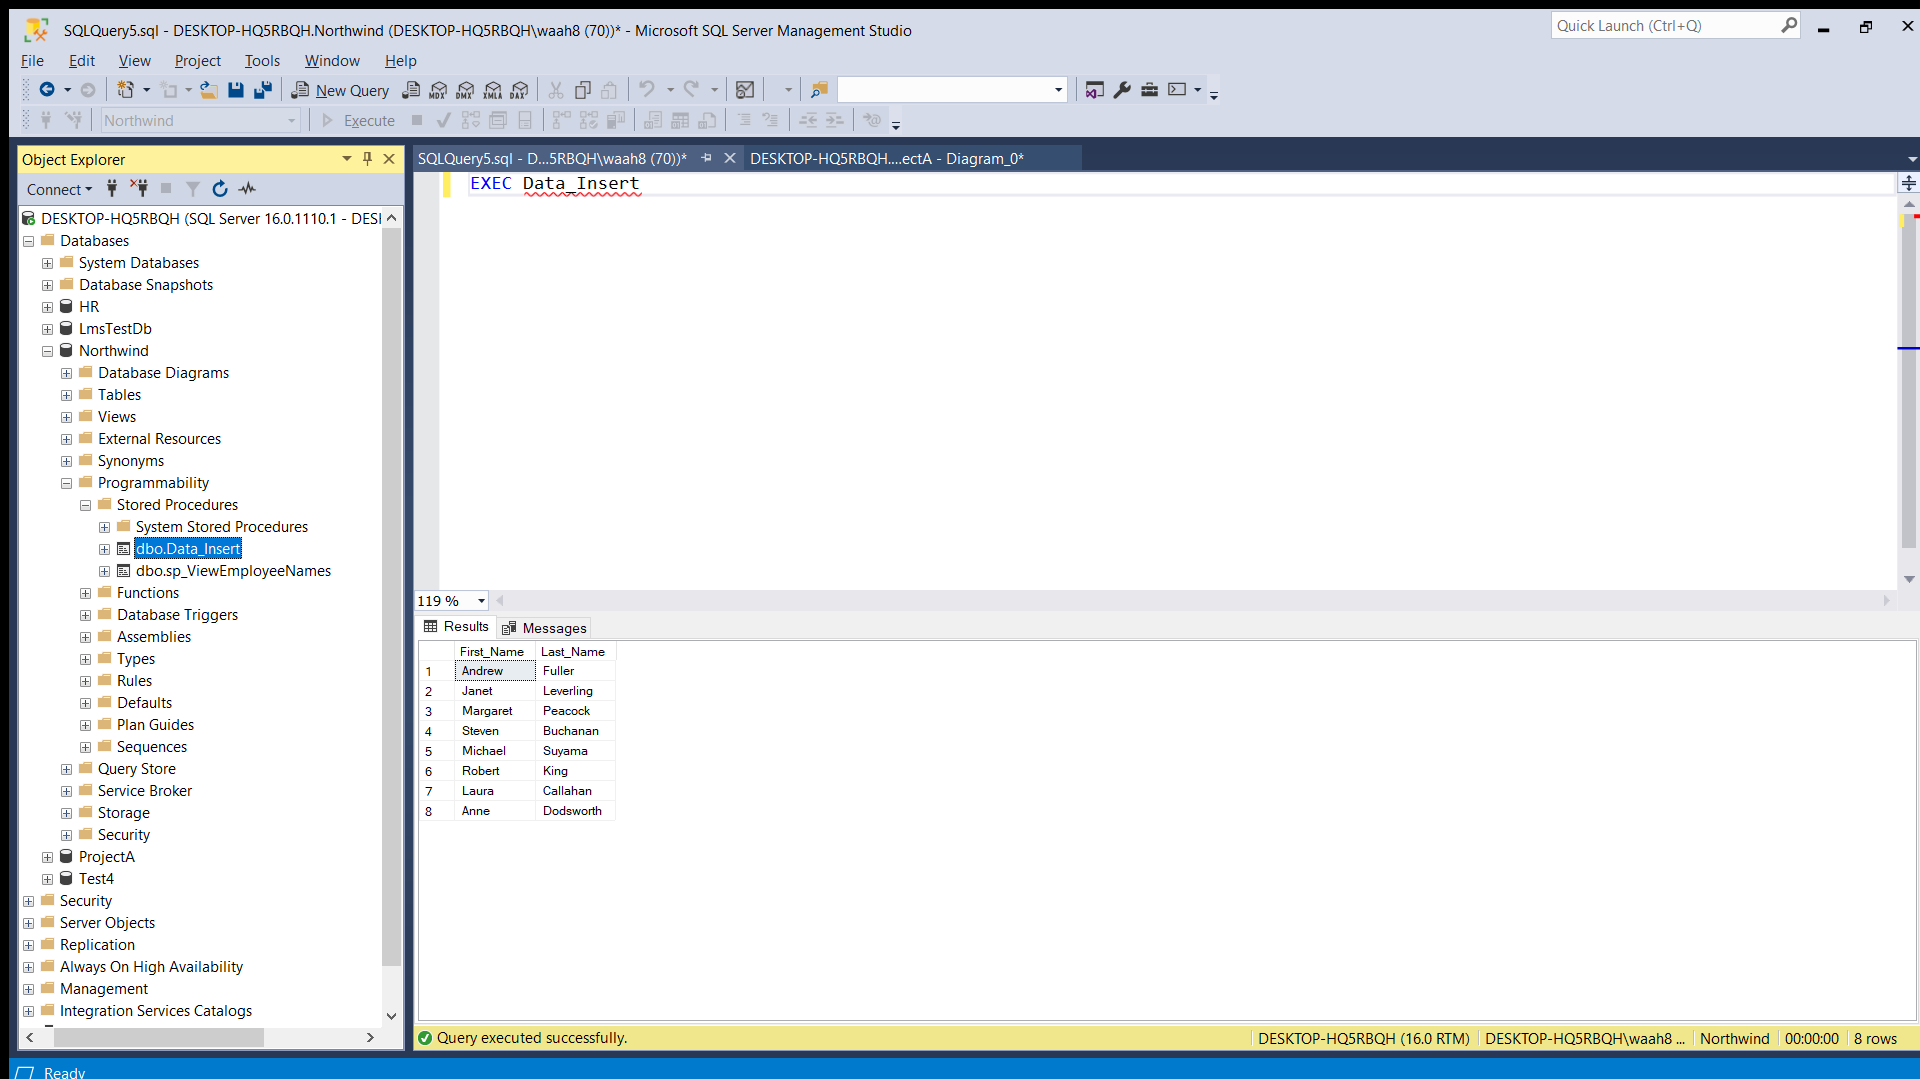 SQLQuery5.sql - DESKTOP-HQ5RBQH.Northwind (DESKTOP-HQ5RBQH\waah8 (70))* - Microsoft SQL Server Management Studio
Quick Launch (Ctrl+Q)
File Edit View Project Tools Window Help
New Query MDX DMX XMLA DAX
Northwind Execute
Object Explorer
SQLQuery5.sql - D...5RBQH\waah8 (70))* DESKTOP-HQ5RBQH....ectA - Diagram_0*
Connect
EXEC Data_Insert
DESKTOP-HQ5RBQH (SQL Server 16.0.1110.1 - DESI
Databases
System Databases
Database Snapshots
HR
LmsTestDb
Northwind
Database Diagrams
Tables
Views
External Resources
Synonyms
Programmability
Stored Procedures
System Stored Procedures
dbo.Data_Insert
dbo.sp_ViewEmployeeNames
Functions
Database Triggers
Assemblies
Types
Rules
Defaults
Plan Guides
Sequences
Query Store
Service Broker
Storage
Security
ProjectA
Test4
Security
Server Objects
Replication
Always On High Availability
Management
Integration Services Catalogs
119 %
Results Messages
First_Name Last_Name
1 Andrew Fuller
2 Janet Leverling
3 Margaret Peacock
4 Steven Buchanan
5 Michael Suyama
6 Robert King
7 Laura Callahan
8 Anne Dodsworth
Query executed successfully. DESKTOP-HQ5RBQH (16.0 RTM) DESKTOP-HQ5RBQH\waah8 ... Northwind 00:00:00 8 rows
Ready